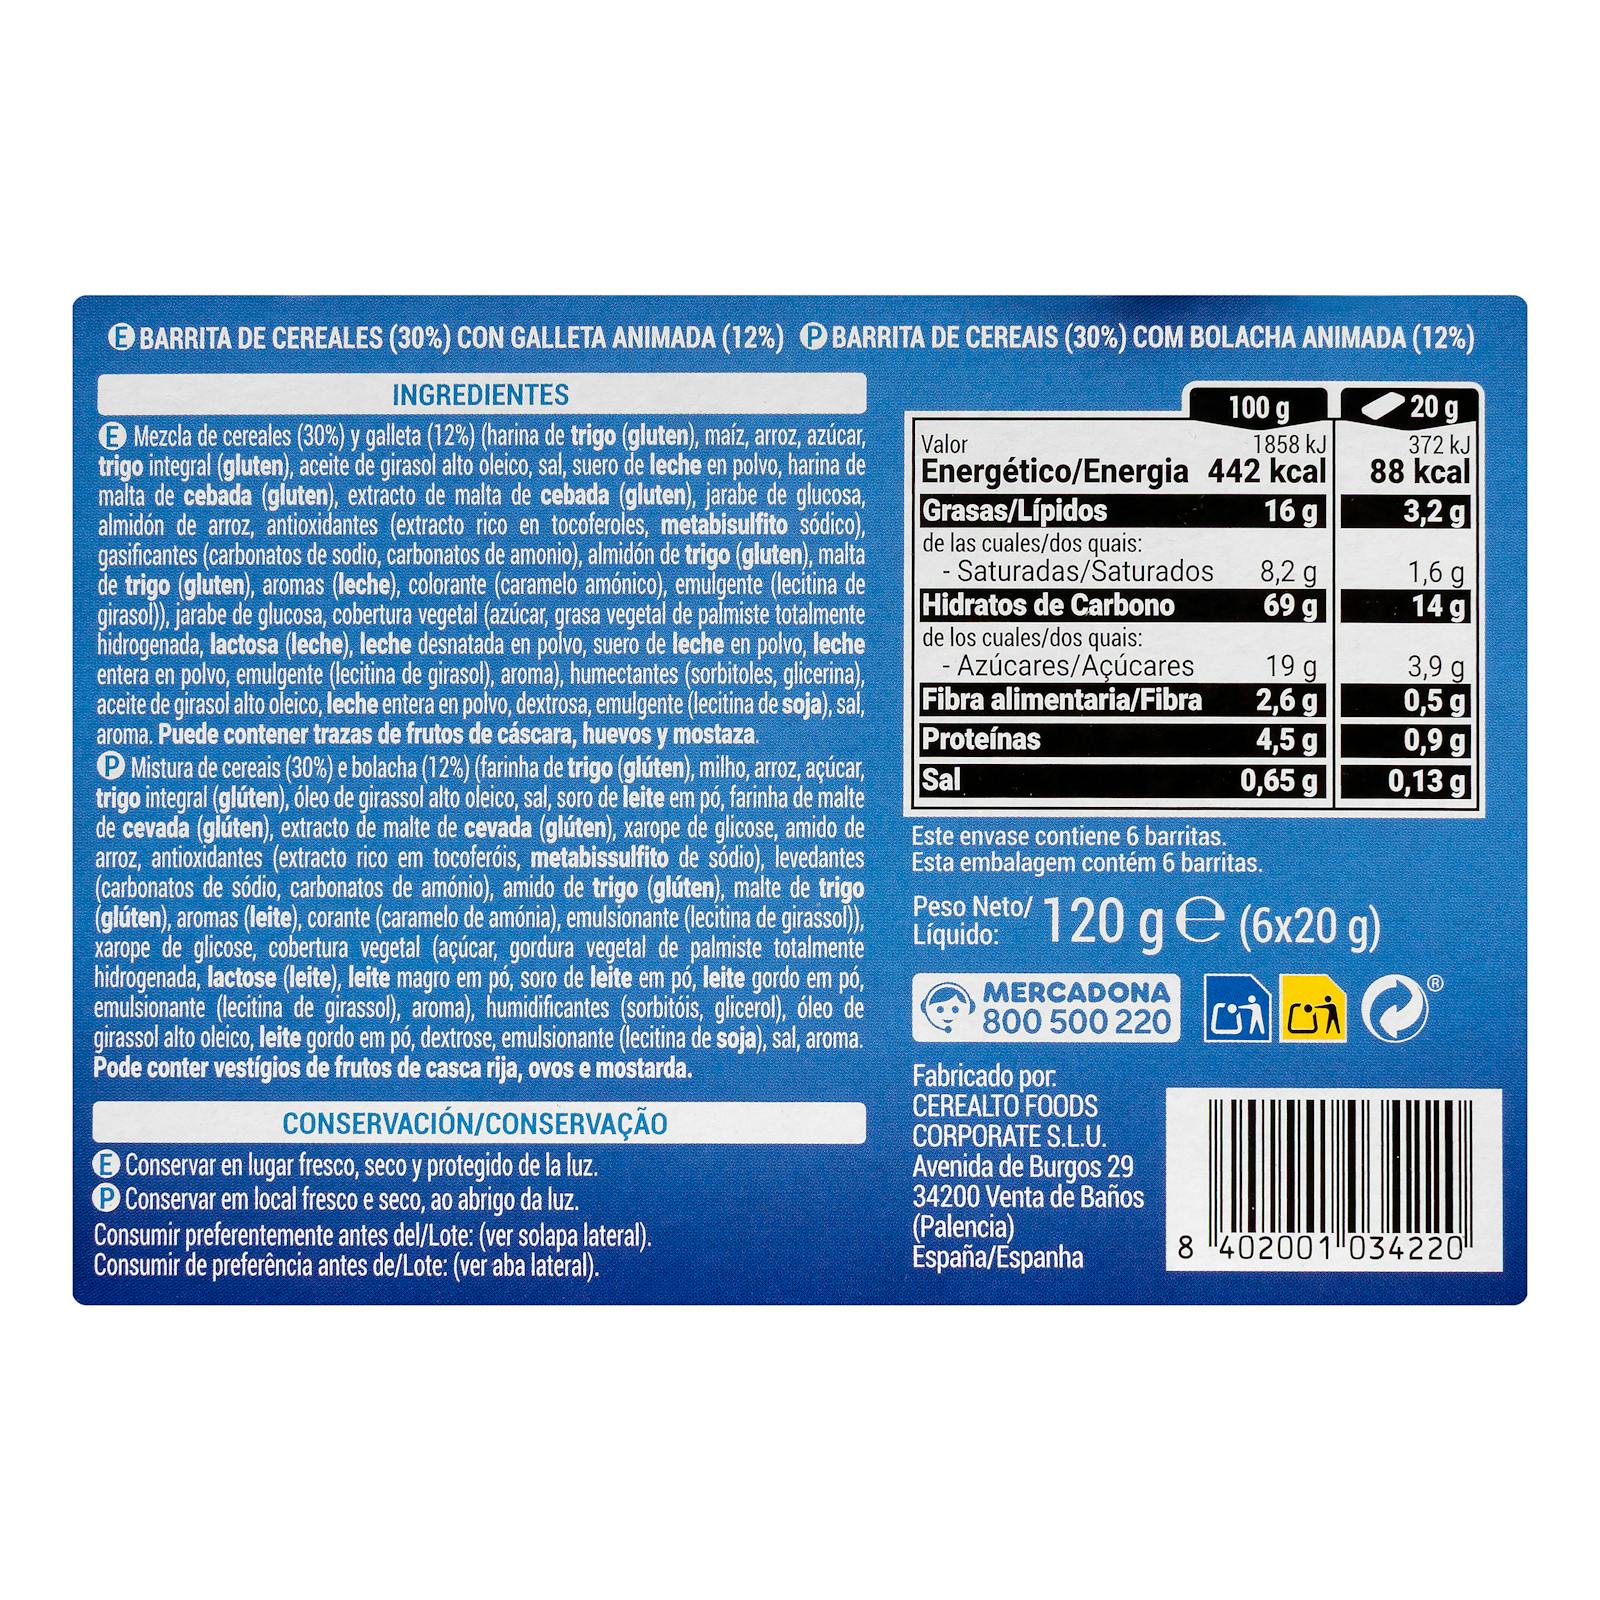 E BARRITA DE CEREALES (30%) CON GALLETA ANIMADA (12%) P BARRITA DE CEREAIS (30%) COM BOLACHA ANIMADA (12%)
INGREDIENTES
E Mezcla de cereales (30%) y galleta (12%) (harina de trigo (gluten), maíz, arroz, azúcar,
trigo integral (gluten), aceite de girasol alto oleico, sal, suero de leche en polvo, harina de
malta de cebada (gluten), extracto de malta de cebada (gluten), jarabe de glucosa,
almidón de arroz, antioxidantes (extracto rico en tocoferoles, metabisulfito sódico),
gasificantes (carbonatos de sodio, carbonatos de amonio), almidón de trigo (gluten), malta
de trigo (gluten), aromas (leche), colorante (caramelo amónico), emulgente (lecitina de
girasol)), jarabe de glucosa, cobertura vegetal (azúcar, grasa vegetal de palmiste totalmente
hidrogenada, lactosa (leche), leche desnatada en polvo, suero de leche en polvo, leche
entera en polvo, emulgente (lecitina de girasol), aroma), humectantes (sorbitoles, glicerina),
aceite de girasol alto oleico, leche entera en polvo, dextrosa, emulgente (lecitina de soja), sal,
aroma. Puede contener trazas de frutos de cáscara, huevos y mostaza.
P Mistura de cereais (30%) e bolacha (12%) (farinha de trigo (glúten), milho, arroz, açúcar,
trigo integral (glúten), óleo de girassol alto oleico, sal, soro de leite em pó, farinha de malte
de cevada (glúten), extracto de malte de cevada (glúten), xarope de glicose, amido de
arroz, antioxidantes (extracto rico em tocoferóis, metabissulfito de sódio), levedantes
(carbonatos de sódio, carbonatos de amónio), amido de trigo (glúten), malte de trigo
(glúten), aromas (leite), corante (caramelo de amónia), emulsionante (lecitina de girassol)),
xarope de glicose, cobertura vegetal (açúcar, gordura vegetal de palmiste totalmente
hidrogenada, lactose (leite), leite magro em pó, soro de leite em pó, leite gordo em pó,
emulsionante (lecitina de girassol), aroma), humidificantes (sorbitóis, glicerol), óleo de
girassol alto oleico, leite gordo em pó, dextrose, emulsionante (lecitina de soja), sal, aroma.
Pode conter vestígios de frutos de casca rija, ovos e mostarda.
CONSERVACIÓN/CONSERVAÇÃO
E Conservar en lugar fresco, seco y protegido de la luz.
P Conservar em local fresco e seco, ao abrigo da luz.
Consumir preferentemente antes del/Lote: (ver solapa lateral).
Consumir de preferência antes de/Lote: (ver aba lateral).
100 g 20 g
Valor 1858 kJ 372 kJ
Energético/Energia 442 kcal 88 kcal
Grasas/Lípidos 16 g 3,2 g
de las cuales/dos quais:
- Saturadas/Saturados 8,2 g 1,6 g
Hidratos de Carbono 69 g 14 g
de los cuales/dos quais:
- Azúcares/Açúcares 19 g 3,9 g
Fibra alimentaria/Fibra 2,6 g 0,5 g
Proteínas 4,5 g 0,9 g
Sal 0,65 g 0,13 g
Este envase contiene 6 barritas.
Esta embalagem contém 6 barritas.
Peso Neto/
Líquido: 120 g ℮ (6x20 g)
MERCADONA
800 500 220
®
Fabricado por:
CEREALTO FOODS
CORPORATE S.L.U.
Avenida de Burgos 29
34200 Venta de Baños
(Palencia)
España/Espanha
8 402001 034220